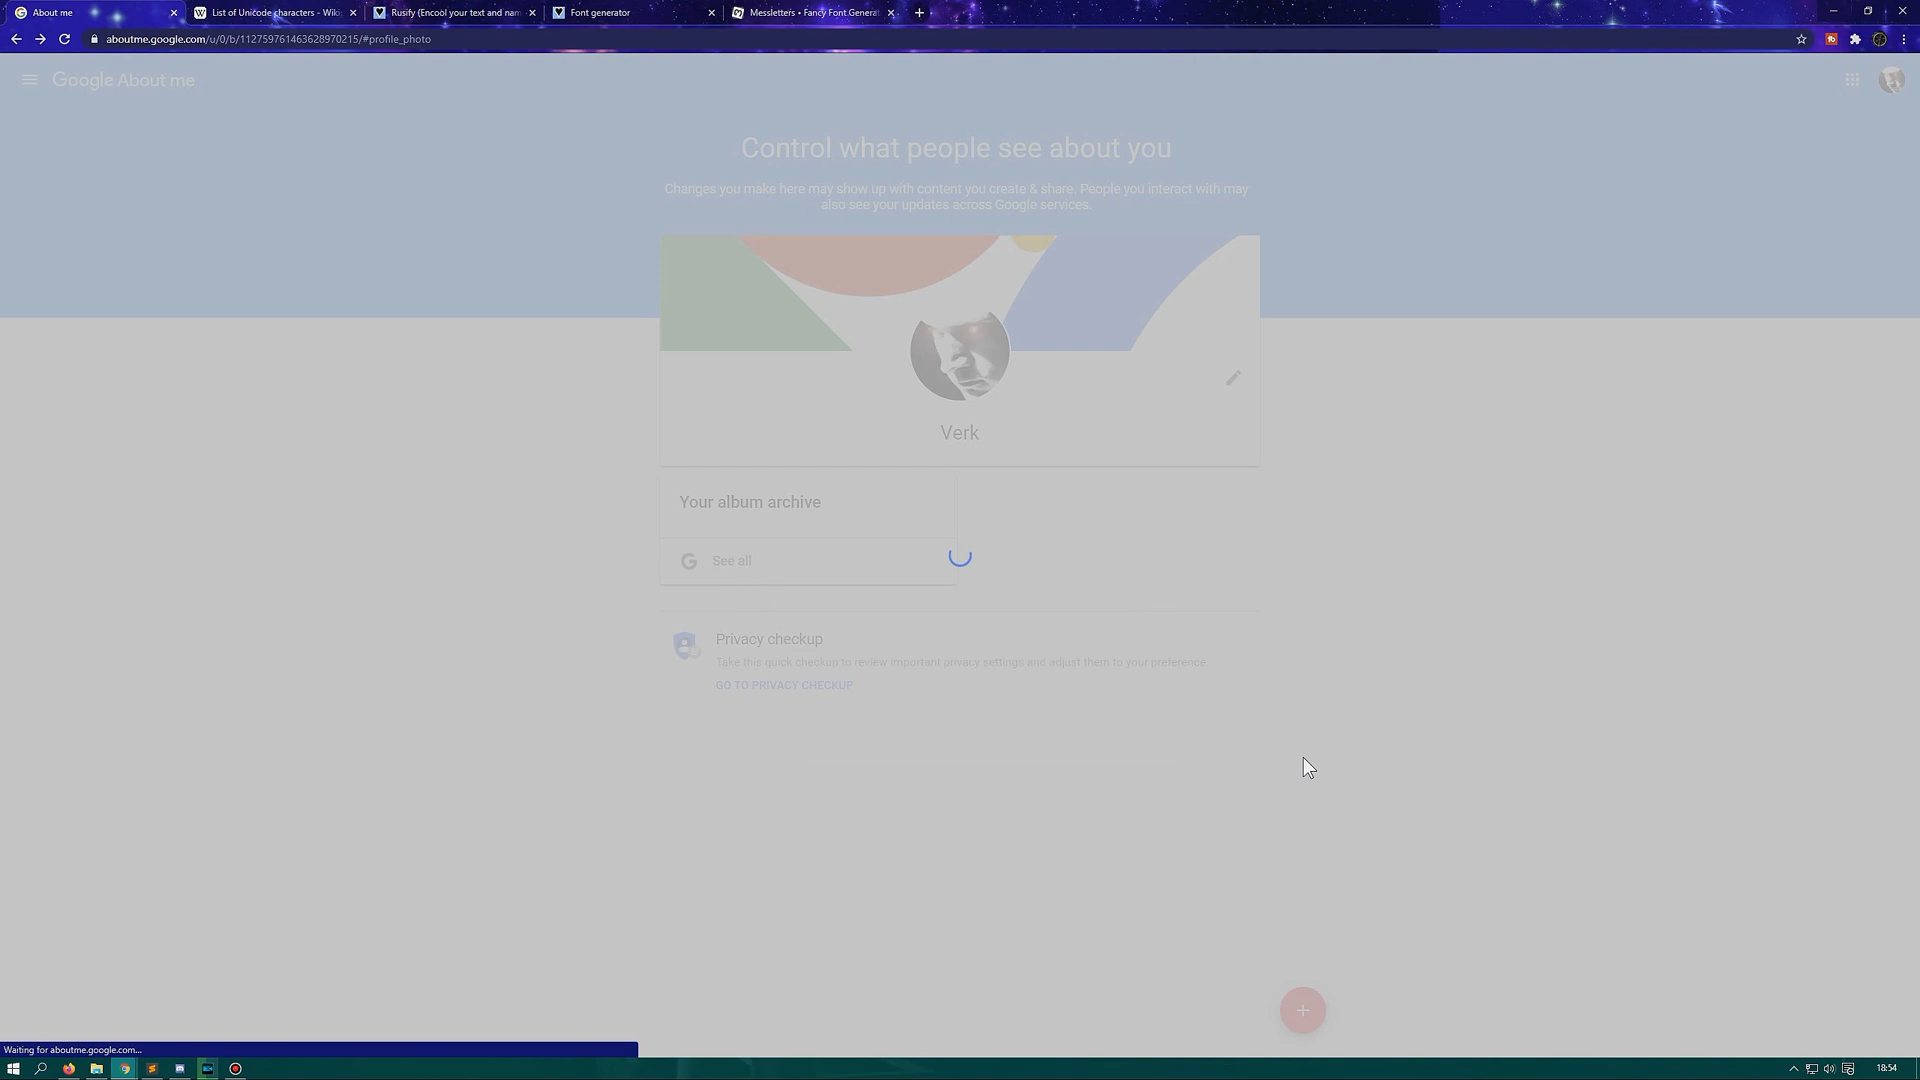 About me
List of Unicode characters - Wiki
Rusify (Encool your text and nam
Font generator
Messletters • Fancy Font Generat
aboutme.google.com/u/0/b/112759761463628970215/#profile_photo
Google About me
Control what people see about you
Changes you make here may show up with content you create & share. People you interact with may
also see your updates across Google services.
Verk
Your album archive
See all
Privacy checkup
Take this quick checkup to review important privacy settings and adjust them to your preference.
GO TO PRIVACY CHECKUP
Waiting for aboutme.google.com...
18:54